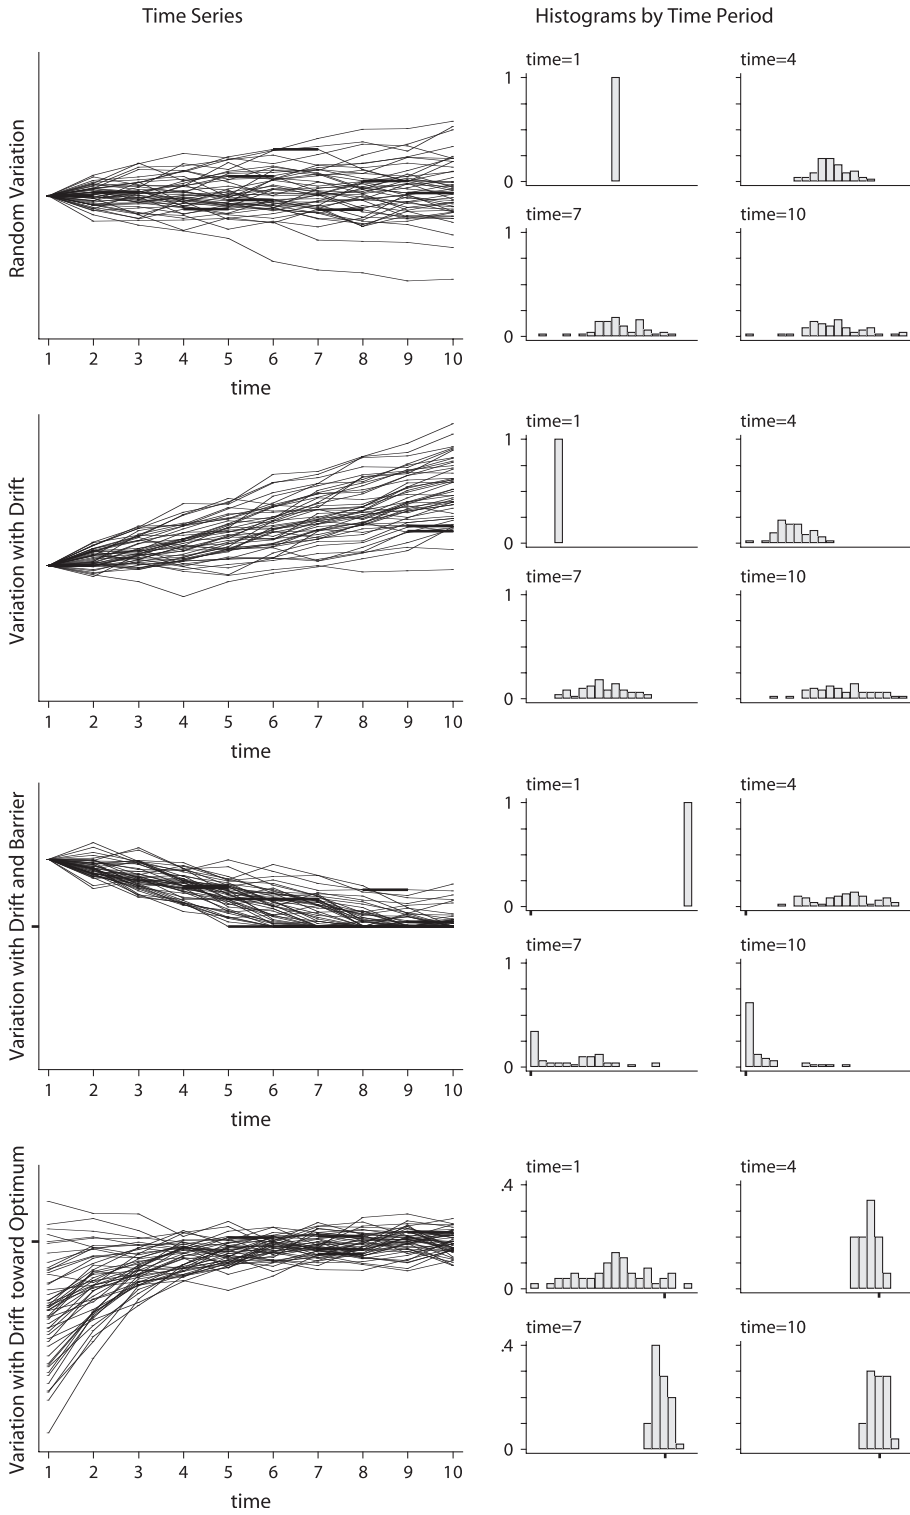 Time Series
Histograms by Time Period
Random Variation
1 2 3 4 5 6 7 8 9 10
time
time=1
1
0
time=4
time=7
1
0
time=10
Variation with Drift
1 2 3 4 5 6 7 8 9 10
time
time=1
1
0
time=4
time=7
1
0
time=10
Variation with Drift and Barrier
1 2 3 4 5 6 7 8 9 10
time
time=1
1
0
time=4
time=7
1
0
time=10
Variation with Drift toward Optimum
1 2 3 4 5 6 7 8 9 10
time
time=1
.4
0
time=4
time=7
.4
0
time=10